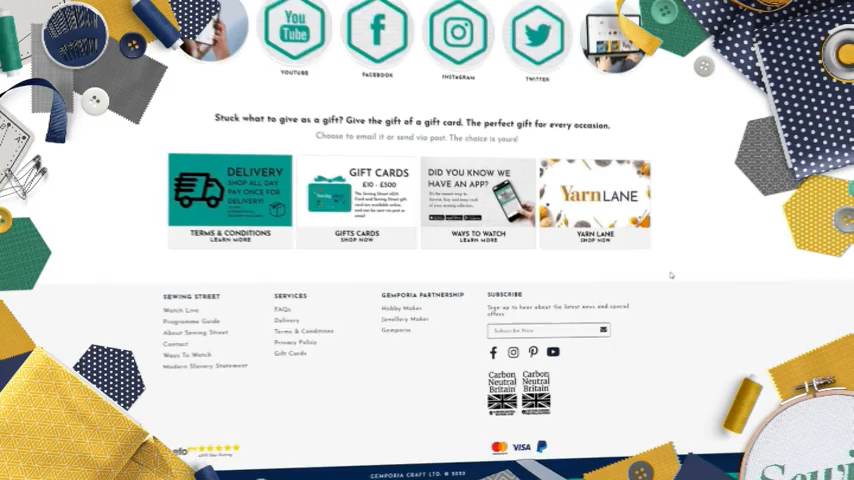 You
Tube
YOUTUBE
FACEBOOK
INSTAGRAM
TWITTER
Stuck what to give as a gift? Give the gift of a gift card. The perfect gift for every occasion.
Choose to email it or send via post. The choice is yours!
DELIVERY
SHOP ALL DAY
PAY ONCE FOR
DELIVERY!
TERMS & CONDITIONS
LEARN MORE
GIFT CARDS
£10 - £500
GIFTS CARDS
SHOP NOW
DID YOU KNOW WE
HAVE AN APP?
WAYS TO WATCH
LEARN MORE
Yarn LANE
YARN LANE
SHOP NOW
SEWING STREET
Watch Live
Programme Guide
About Sewing Street
Contact
Ways To Watch
Modern Slavery Statement
SERVICES
FAQs
Delivery
Terms & Conditions
Privacy Policy
Gift Cards
GEMPORIA PARTNERSHIP
Hobby Maker
Jewellery Maker
Gemporia
SUBSCRIBE
Sign up to hear about the latest news and special
offers
Subscribe Now
Carbon
Neutral
Britain
Carbon
Neutral
Britain
VISA
GEMPORIA CRAFT LTD. ©
Sewi